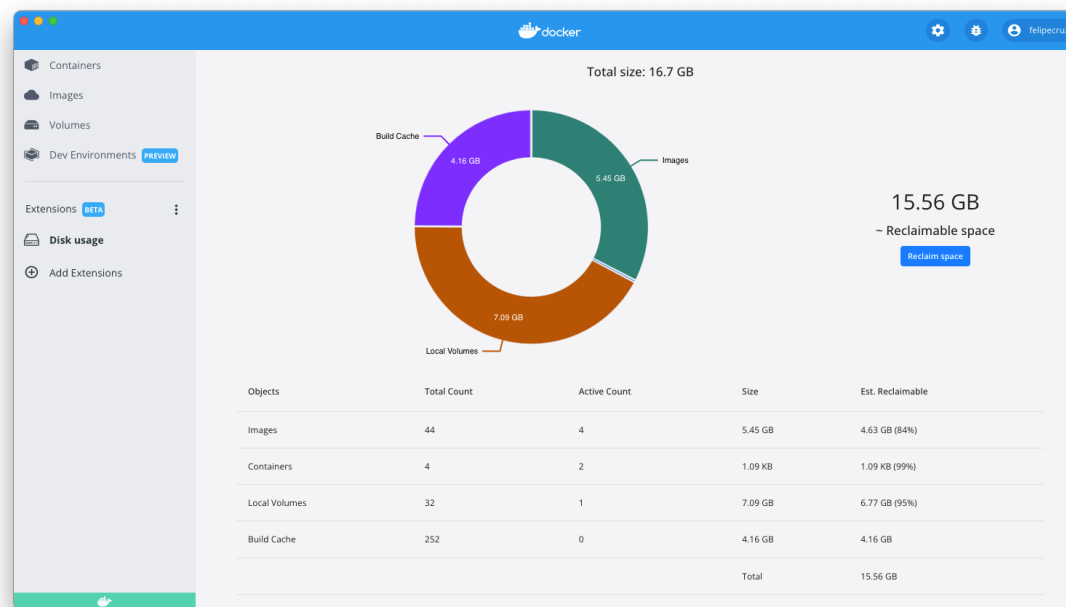 docker
felipecruz
Containers
Images
Volumes
Dev Environments PREVIEW
Extensions BETA
Disk usage
Add Extensions
Total size: 16.7 GB
Build Cache
4.16 GB
Images
5.45 GB
7.09 GB
Local Volumes
15.56 GB
~ Reclaimable space
Reclaim space
Objects Total Count Active Count Size Est. Reclaimable
Images 44 4 5.45 GB 4.63 GB (84%)
Containers 4 2 1.09 KB 1.09 KB (99%)
Local Volumes 32 1 7.09 GB 6.77 GB (95%)
Build Cache 252 0 4.16 GB 4.16 GB
Total 15.56 GB